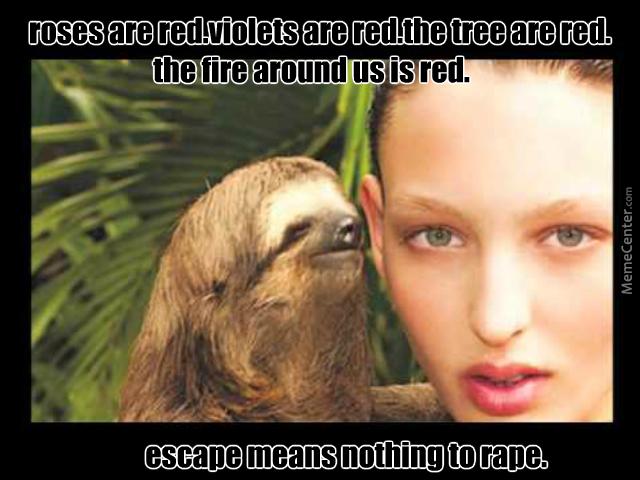 roses are red.violets are red.the tree are red.
the fire around us is red.
MemeCenter.com
escape means nothing to rape.